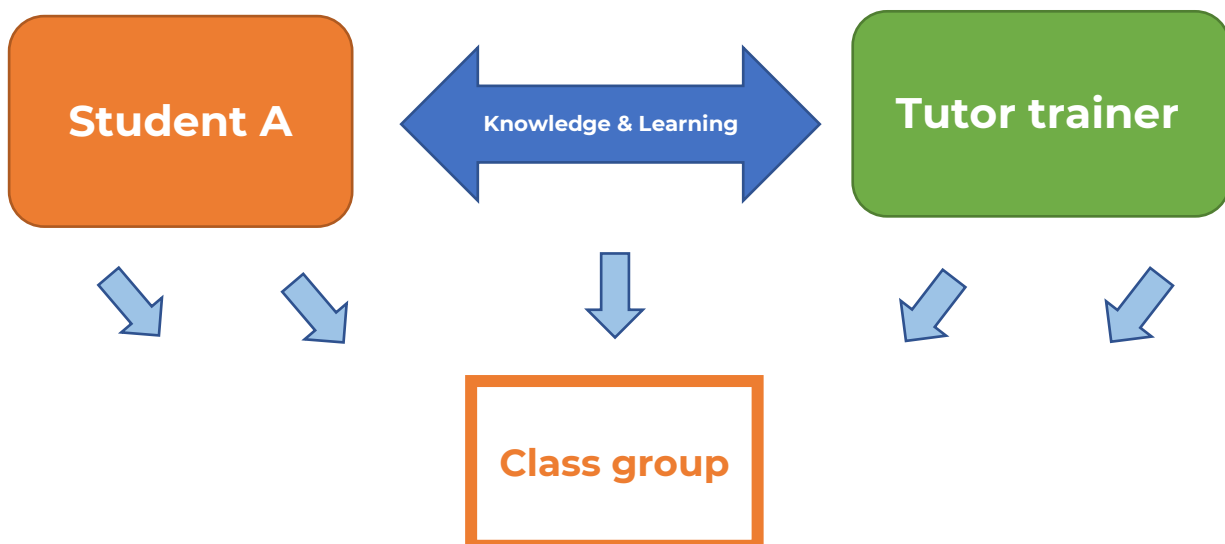 Student A
Knowledge & Learning
Tutor trainer
Class group